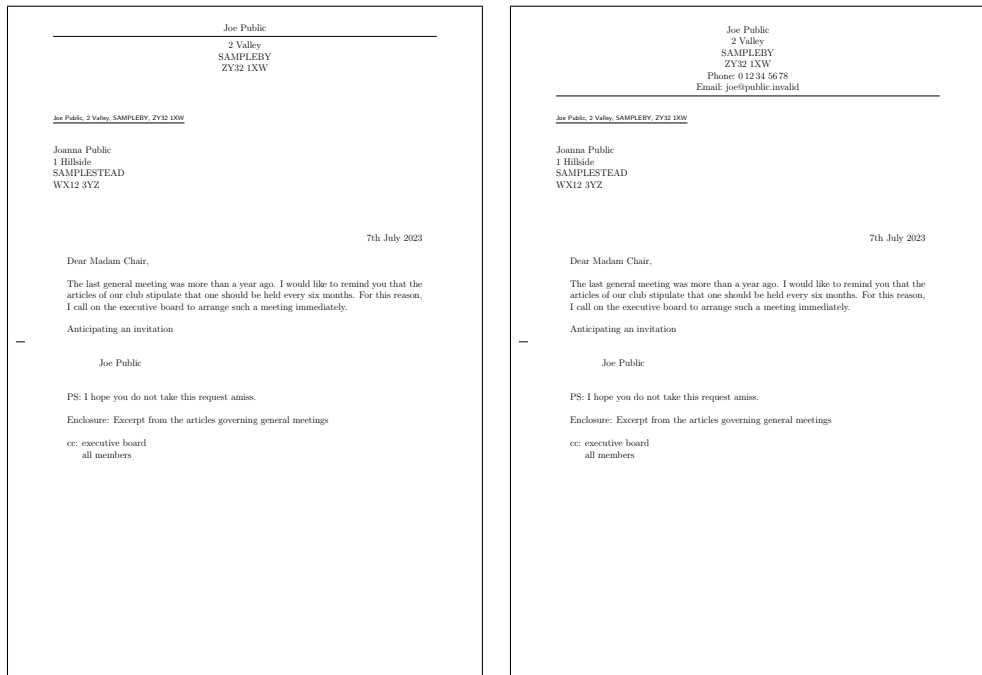 Joe Public
2 Valley
SAMPLEBY
ZY32 1XW
Joe Public, 2 Valley, SAMPLEBY, ZY32 1XW
Joanna Public
1 Hillside
SAMPLESTEAD
WX12 3YZ
7th July 2023
Dear Madam Chair,
The last general meeting was more than a year ago. I would like to remind you that the
articles of our club stipulate that one should be held every six months. For this reason,
I call on the executive board to arrange such a meeting immediately.
Anticipating an invitation
Joe Public
PS: I hope you do not take this request amiss.
Enclosure: Excerpt from the articles governing general meetings
cc: executive board
all members
Joe Public
2 Valley
SAMPLEBY
ZY32 1XW
Phone: 0 12 34 56 78
Email: joe@public.invalid
Joe Public, 2 Valley, SAMPLEBY, ZY32 1XW
Joanna Public
1 Hillside
SAMPLESTEAD
WX12 3YZ
7th July 2023
Dear Madam Chair,
The last general meeting was more than a year ago. I would like to remind you that the
articles of our club stipulate that one should be held every six months. For this reason,
I call on the executive board to arrange such a meeting immediately.
Anticipating an invitation
Joe Public
PS: I hope you do not take this request amiss.
Enclosure: Excerpt from the articles governing general meetings
cc: executive board
all members